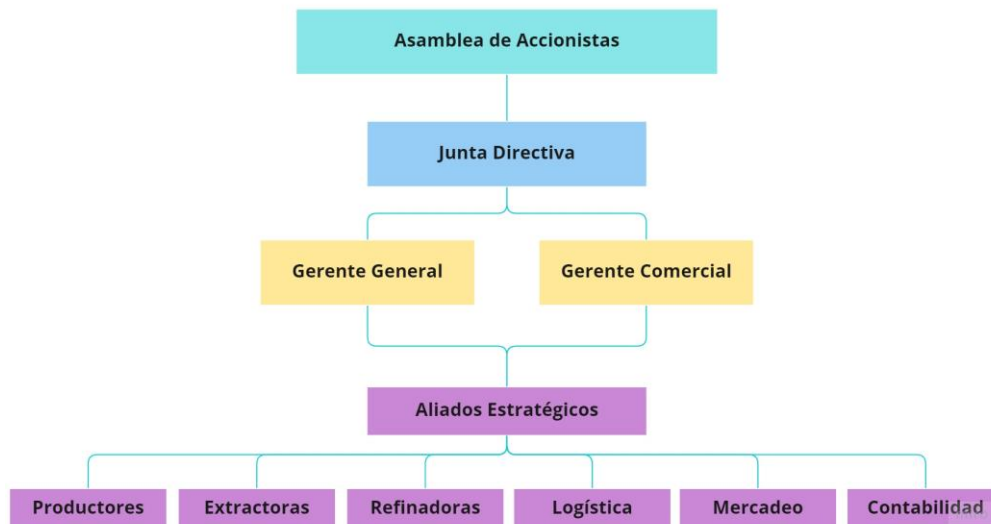 Asamblea de Accionistas
Junta Directiva
Gerente General
Gerente Comercial
Aliados Estratégicos
Productores
Extractoras
Refinadoras
Logística
Mercadeo
Contabilidad